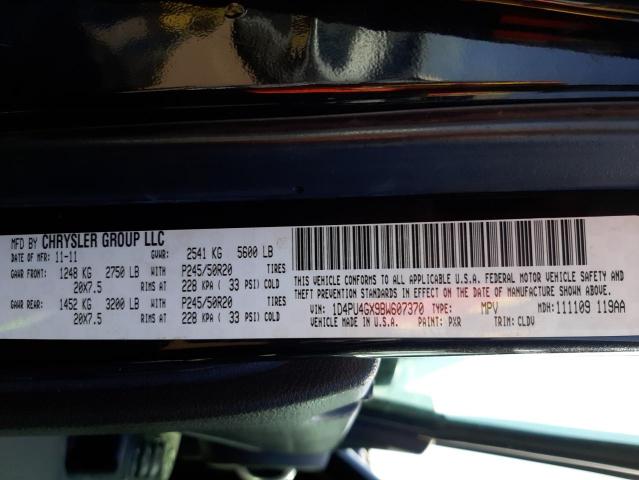 MFD BY CHRYSLER GROUP LLC
DATE OF MFR: 11-11 GVWR: 2541 KG 5600 LB
GAWR FRONT: 1248 KG 2750 LB WITH P245/50R20 TIRES
20X7.5 RIMS AT 228 KPA ( 33 PSI) COLD
GAWR REAR: 1452 KG 3200 LB WITH P245/50R20 TIRES
20X7.5 RIMS AT 228 KPA ( 33 PSI) COLD
THIS VEHICLE CONFORMS TO ALL APPLICABLE U.S.A. FEDERAL MOTOR VEHICLE SAFETY AND
THEFT PREVENTION STANDARDS IN EFFECT ON THE DATE OF MANUFACTURE SHOWN ABOVE.
VIN: 1D4PU4GX9BW607370 TYPE: MPV MDH: 111109 119AA
VEHICLE MADE IN U.S.A. PAINT: PXR TRIM: CLDV